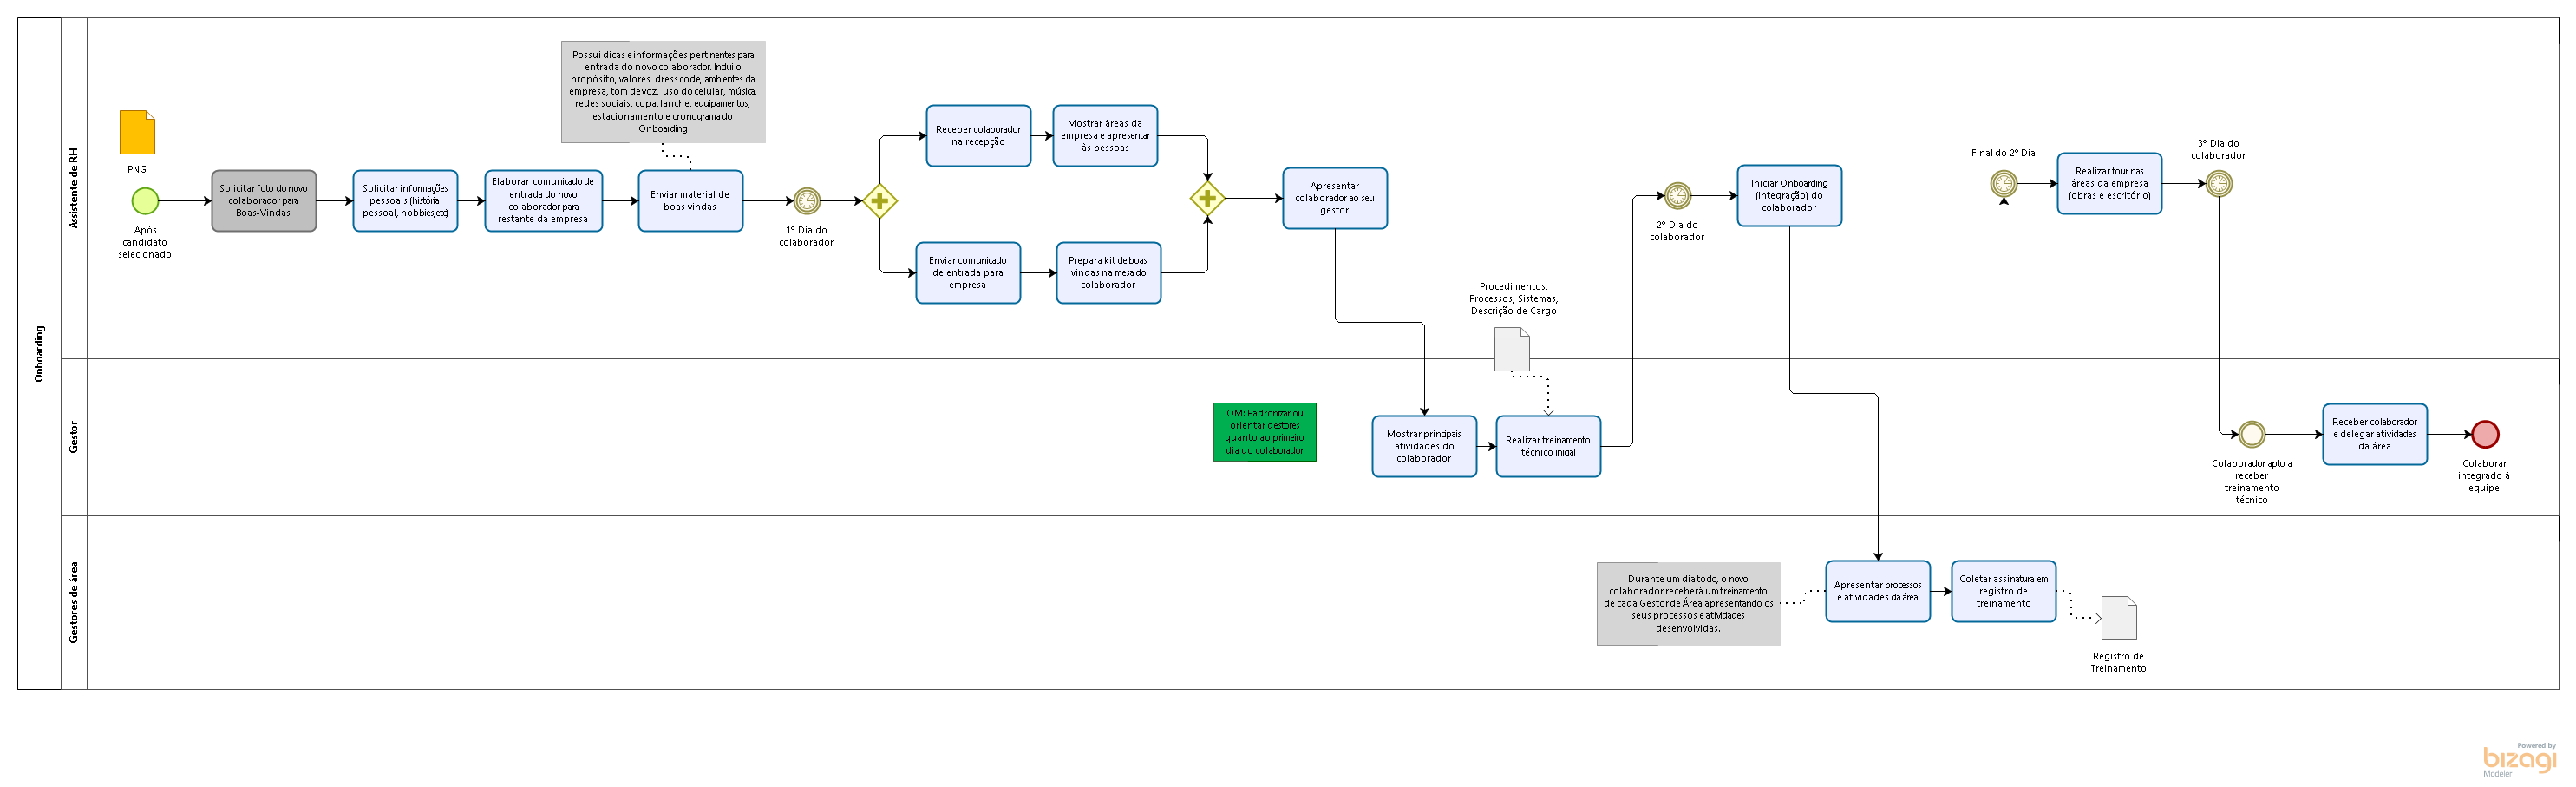 Onboarding
Assistente de RH
PNG
Após
candidato
selecionado
Solicitar foto do novo
colaborador para
Boas-Vindas
Solicitar informações
pessoais (história
pessoal, hobbies,etc)
Elaborar comunicado de
entrada do novo
colaborador para
restante da empresa
Possui dicas e informações pertinentes para
entrada do novo colaborador. Inclui o
propósito, valores, dress code, ambientes da
empresa, tom de voz, uso do celular, música,
redes sociais, copa, lanche, equipamentos,
estacionamento e cronograma do
Onboarding
Enviar material de
boas vindas
1º Dia do
colaborador
Receber colaborador
na recepção
Mostrar áreas da
empresa e apresentar
às pessoas
Enviar comunicado
de entrada para
empresa
Prepara kit de boas
vindas na mesa do
colaborador
Apresentar
colaborador ao seu
gestor
Procedimentos,
Processos, Sistemas,
Descrição de Cargo
2º Dia do
colaborador
Iniciar Onboarding
(integração) do
colaborador
Final do 2º Dia
Realizar tour nas
áreas da empresa
(obras e escritório)
3º Dia do
colaborador
Gestor
OM: Padronizar ou
orientar gestores
quanto ao primeiro
dia do colaborador
Mostrar principais
atividades do
colaborador
Realizar treinamento
técnico inicial
Colaborador apto a
receber
treinamento
técnico
Receber colaborador
e delegar atividades
da área
Colaborar
integrado à
equipe
Gestores de área
Durante um dia todo, o novo
colaborador receberá um treinamento
de cada Gestor de Área apresentando os
seus processos e atividades
desenvolvidas.
Apresentar processos
e atividades da área
Coletar assinatura em
registro de
treinamento
Registro de
Treinamento
Powered by
bizagi
Modeler